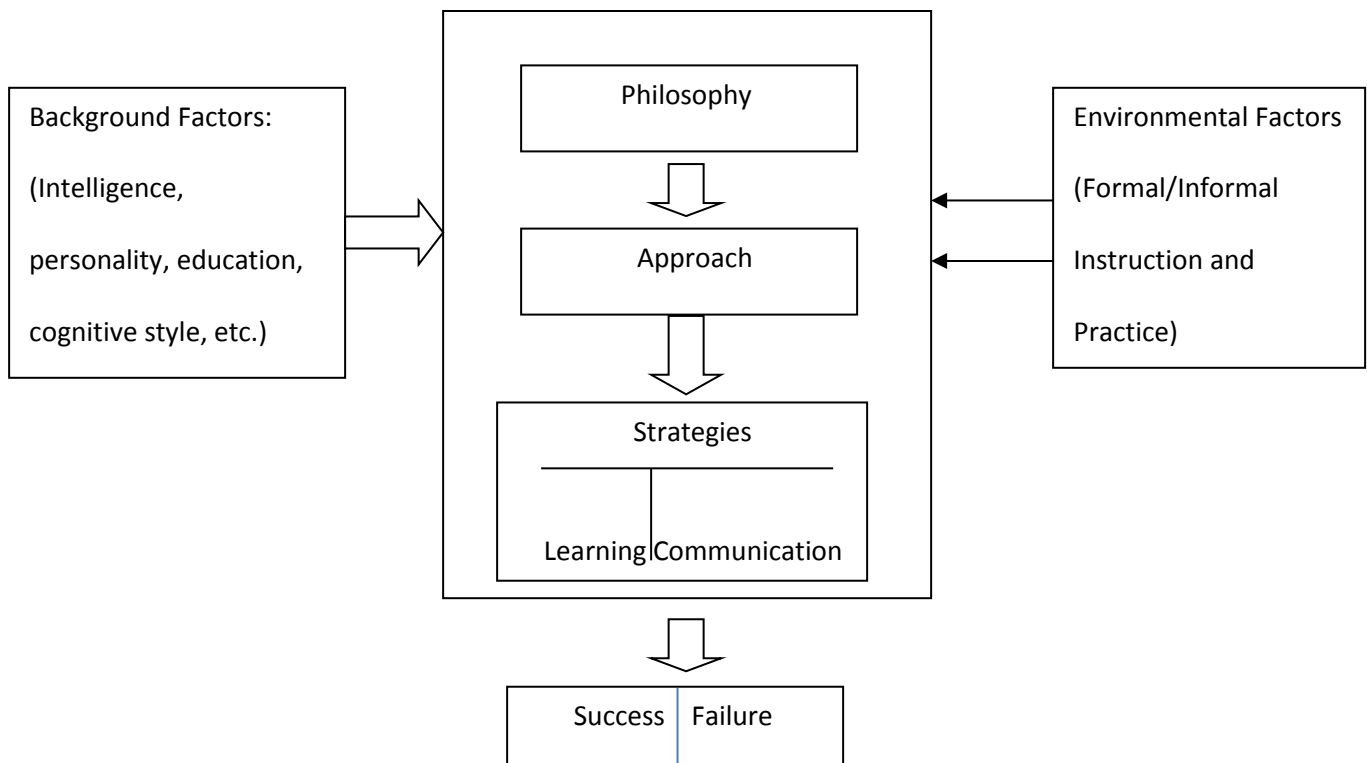 Background Factors:
(Intelligence,
personality, education,
cognitive style, etc.)
Philosophy
Approach
Strategies
Learning Communication
Environmental Factors
(Formal/Informal
Instruction and
Practice)
Success Failure